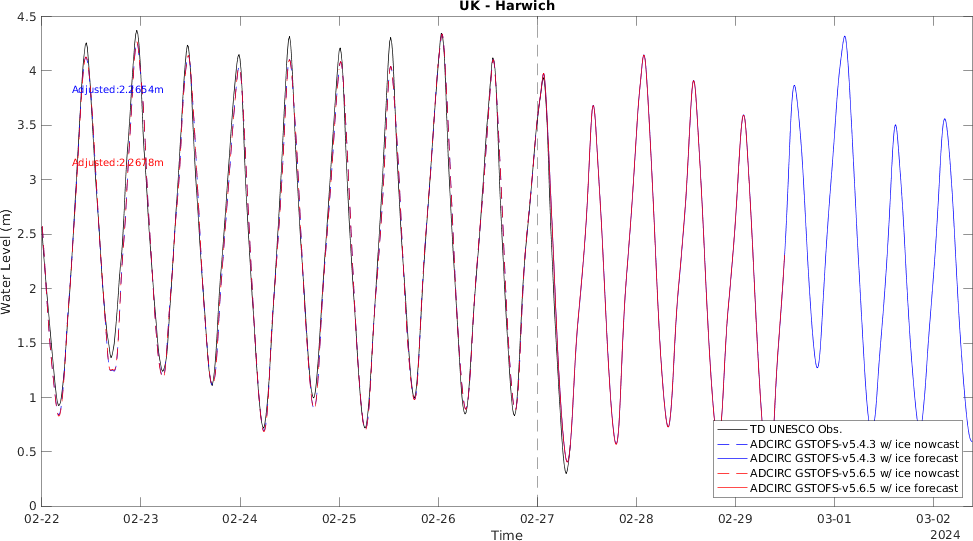 UK - Harwich
4.5
4
3.5
3
2.5
2
1.5
1
0.5
0
Water Level (m)
Adjusted:2.2654m
Adjusted:2.2678m
TD UNESCO Obs.
ADCIRC GSTOFS-v5.4.3 w/ ice nowcast
ADCIRC GSTOFS-v5.4.3 w/ ice forecast
ADCIRC GSTOFS-v5.6.5 w/ ice nowcast
ADCIRC GSTOFS-v5.6.5 w/ ice forecast
02-22 02-23 02-24 02-25 02-26 02-27 02-28 02-29 03-01 03-02
Time
2024